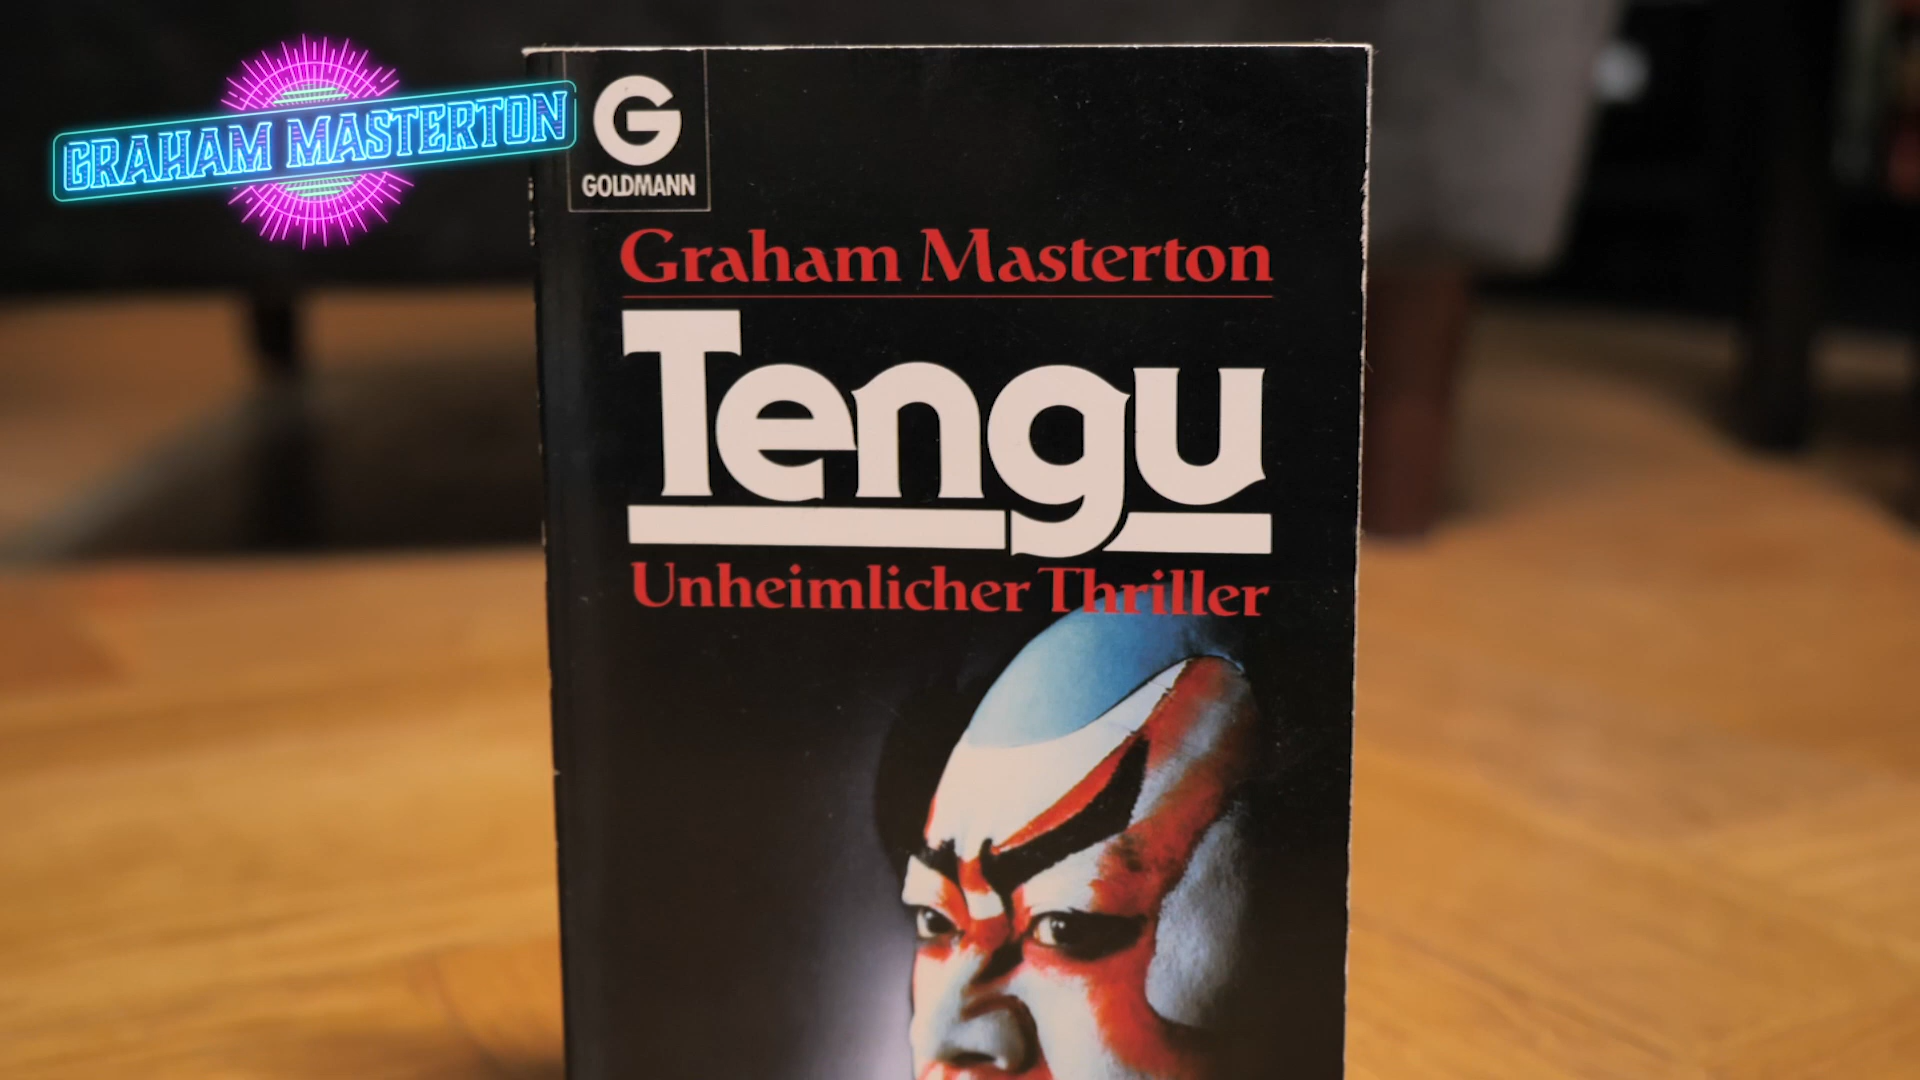 GRAHAM MASTERTON
G
GOLDMANN
Graham Masterton
Tengu
Unheimlicher Thriller